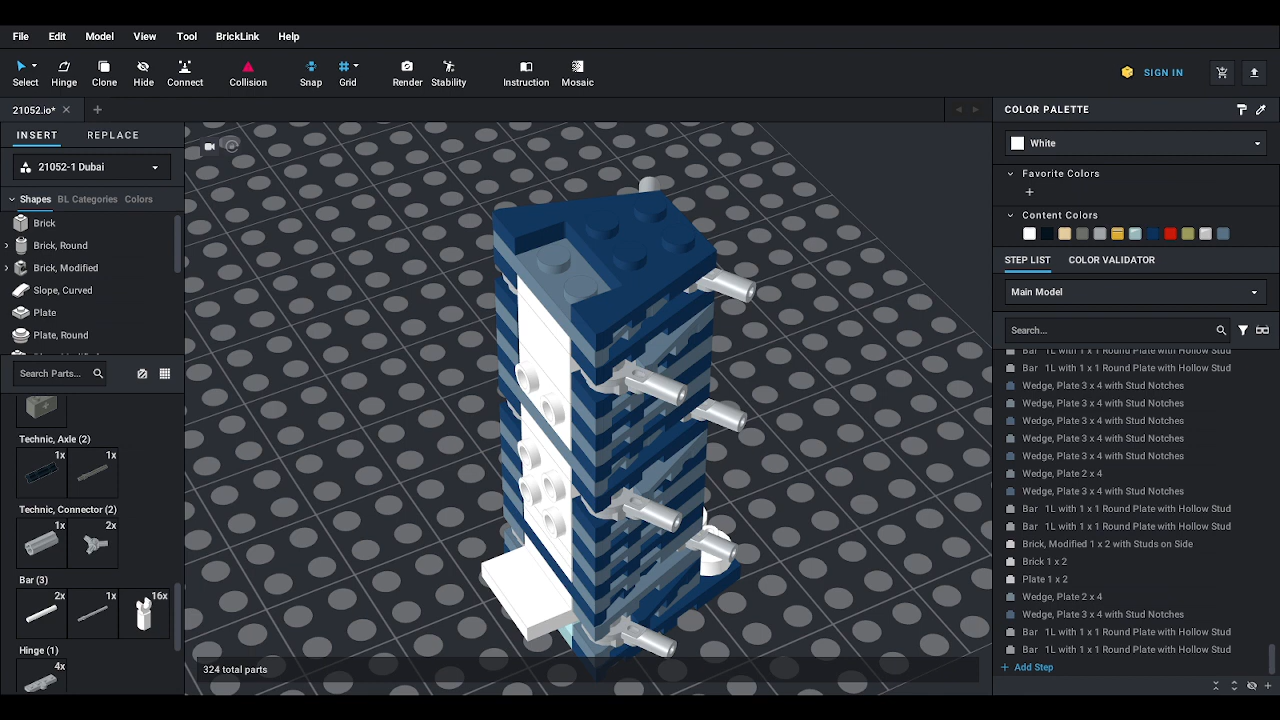 File Edit Model View Tool BrickLink Help
Select Hinge Clone Hide Connect Collision Snap Grid Render Stability Instruction Mosaic
SIGN IN
21052.io*
INSERT REPLACE
21052-1 Dubai
Shapes BL Categories Colors
Brick
Brick, Round
Brick, Modified
Slope, Curved
Plate
Plate, Round
Search Parts...
Technic, Axle (2)
1x 1x
Technic, Connector (2)
1x 2x
Bar (3)
2x 1x 16x
Hinge (1)
4x
324 total parts
COLOR PALETTE
White
Favorite Colors
Content Colors
STEP LIST COLOR VALIDATOR
Main Model
Search...
Bar 1L with 1 x 1 Round Plate with Hollow Stud
Bar 1L with 1 x 1 Round Plate with Hollow Stud
Wedge, Plate 3 x 4 with Stud Notches
Wedge, Plate 3 x 4 with Stud Notches
Wedge, Plate 3 x 4 with Stud Notches
Wedge, Plate 3 x 4 with Stud Notches
Wedge, Plate 3 x 4 with Stud Notches
Wedge, Plate 2 x 4
Wedge, Plate 3 x 4 with Stud Notches
Bar 1L with 1 x 1 Round Plate with Hollow Stud
Bar 1L with 1 x 1 Round Plate with Hollow Stud
Brick, Modified 1 x 2 with Studs on Side
Brick 1 x 2
Plate 1 x 2
Wedge, Plate 2 x 4
Wedge, Plate 3 x 4 with Stud Notches
Bar 1L with 1 x 1 Round Plate with Hollow Stud
Bar 1L with 1 x 1 Round Plate with Hollow Stud
+ Add Step